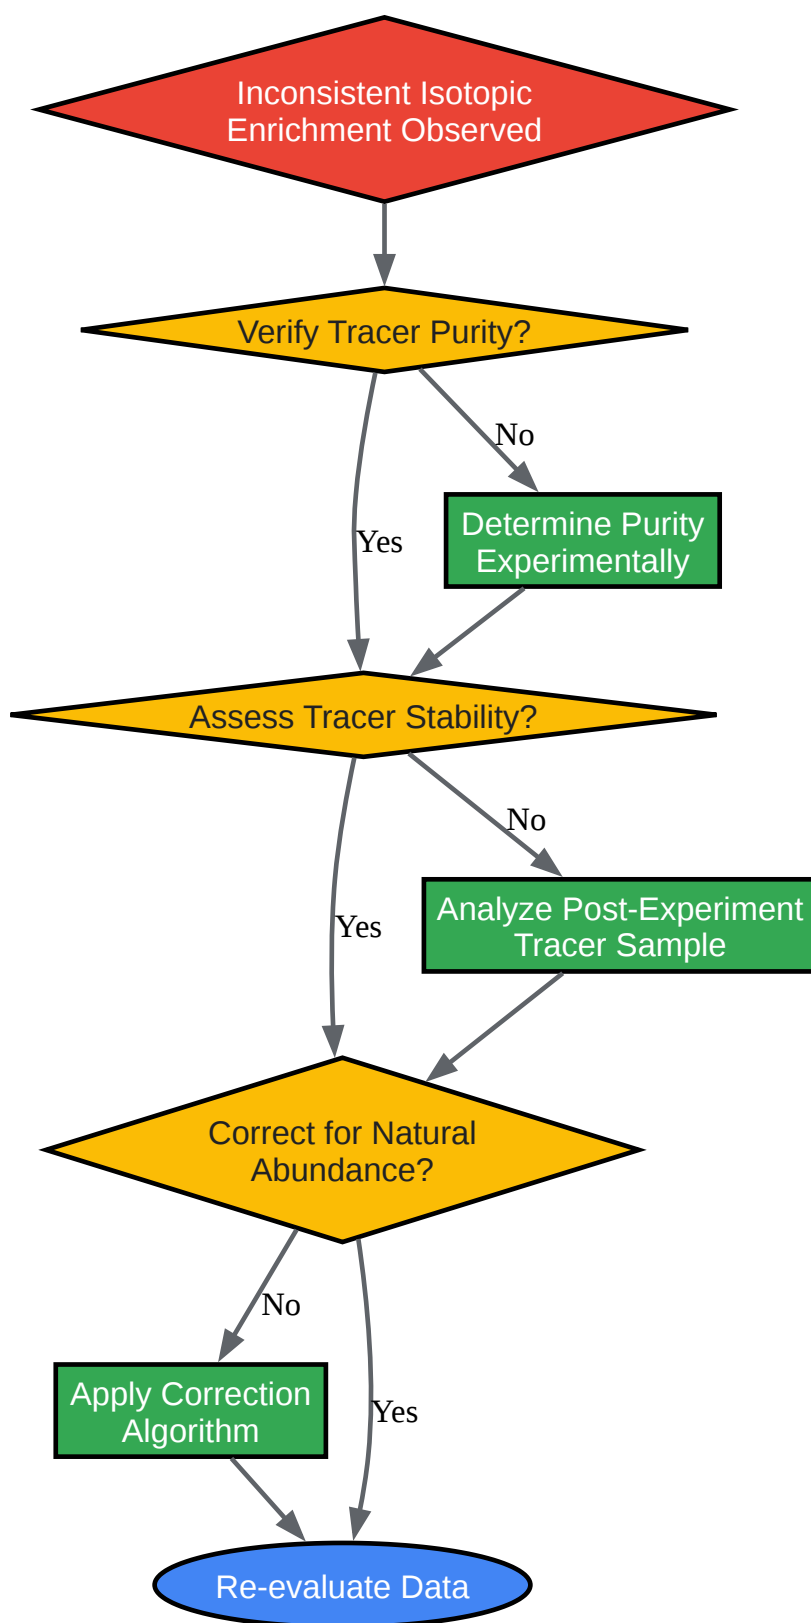 Inconsistent Isotopic
Enrichment Observed
Verify Tracer Purity?
No
Determine Purity
Experimentally
Yes
Assess Tracer Stability?
No
Analyze Post-Experiment
Tracer Sample
Yes
Correct for Natural
Abundance?
No
Apply Correction
Algorithm
Yes
Re-evaluate Data